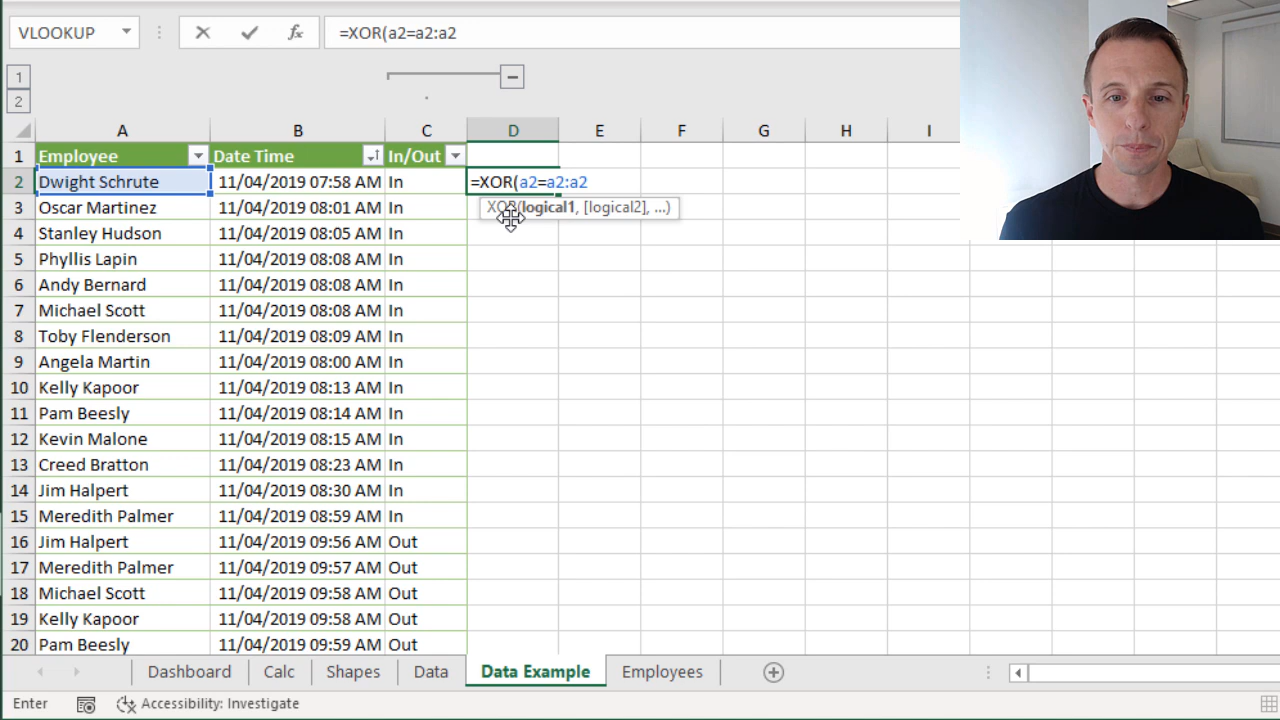 VLOOKUP =XOR(a2=a2:a2
1
2
A B C D E F G H I
1 Employee Date Time In/Out
2 Dwight Schrute 11/04/2019 07:58 AM In =XOR(a2=a2:a2
3 Oscar Martinez 11/04/2019 08:01 AM In XOR(logical1, [logical2], ...)
4 Stanley Hudson 11/04/2019 08:05 AM In
5 Phyllis Lapin 11/04/2019 08:08 AM In
6 Andy Bernard 11/04/2019 08:08 AM In
7 Michael Scott 11/04/2019 08:08 AM In
8 Toby Flenderson 11/04/2019 08:09 AM In
9 Angela Martin 11/04/2019 08:00 AM In
10 Kelly Kapoor 11/04/2019 08:13 AM In
11 Pam Beesly 11/04/2019 08:14 AM In
12 Kevin Malone 11/04/2019 08:15 AM In
13 Creed Bratton 11/04/2019 08:23 AM In
14 Jim Halpert 11/04/2019 08:30 AM In
15 Meredith Palmer 11/04/2019 08:59 AM In
16 Jim Halpert 11/04/2019 09:56 AM Out
17 Meredith Palmer 11/04/2019 09:57 AM Out
18 Michael Scott 11/04/2019 09:58 AM Out
19 Kelly Kapoor 11/04/2019 09:58 AM Out
20 Pam Beesly 11/04/2019 09:59 AM Out
Dashboard Calc Shapes Data Data Example Employees
Enter Accessibility: Investigate